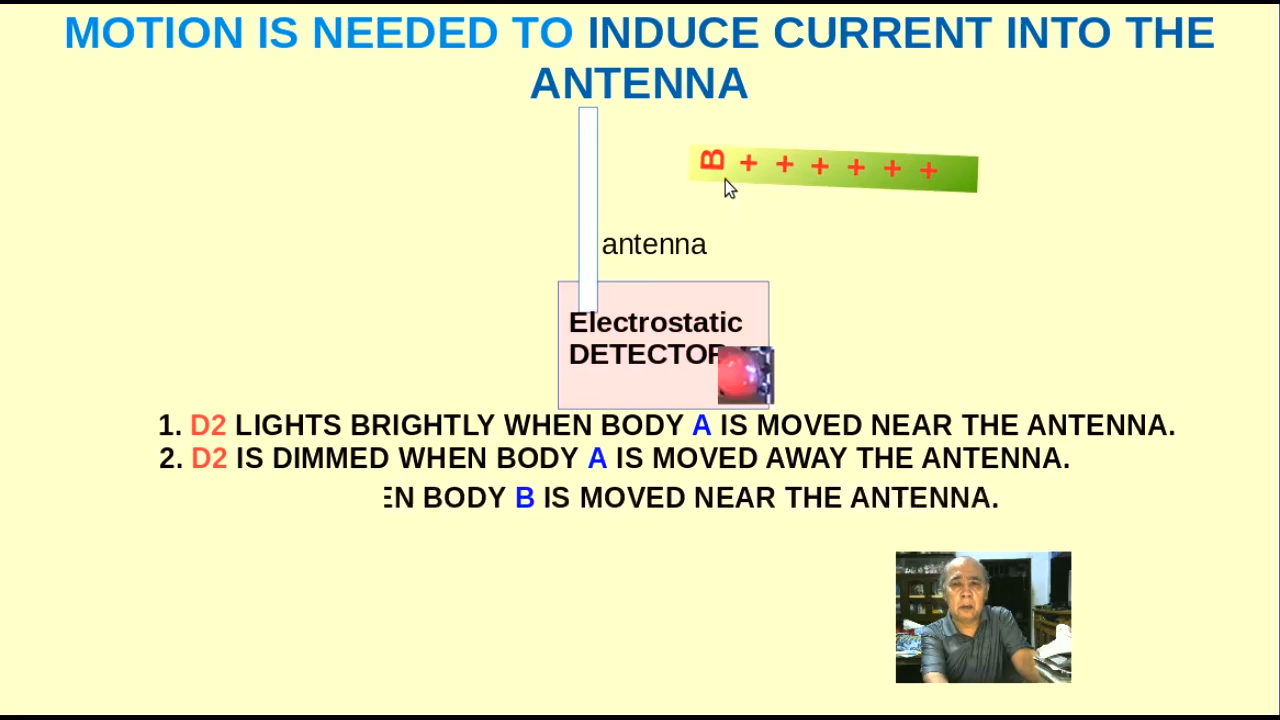 MOTION IS NEEDED TO INDUCE CURRENT INTO THE
ANTENNA
B + + + + + +
antenna
Electrostatic
DETECTOR
1. D2 LIGHTS BRIGHTLY WHEN BODY A IS MOVED NEAR THE ANTENNA.
2. D2 IS DIMMED WHEN BODY A IS MOVED AWAY THE ANTENNA.
EN BODY B IS MOVED NEAR THE ANTENNA.